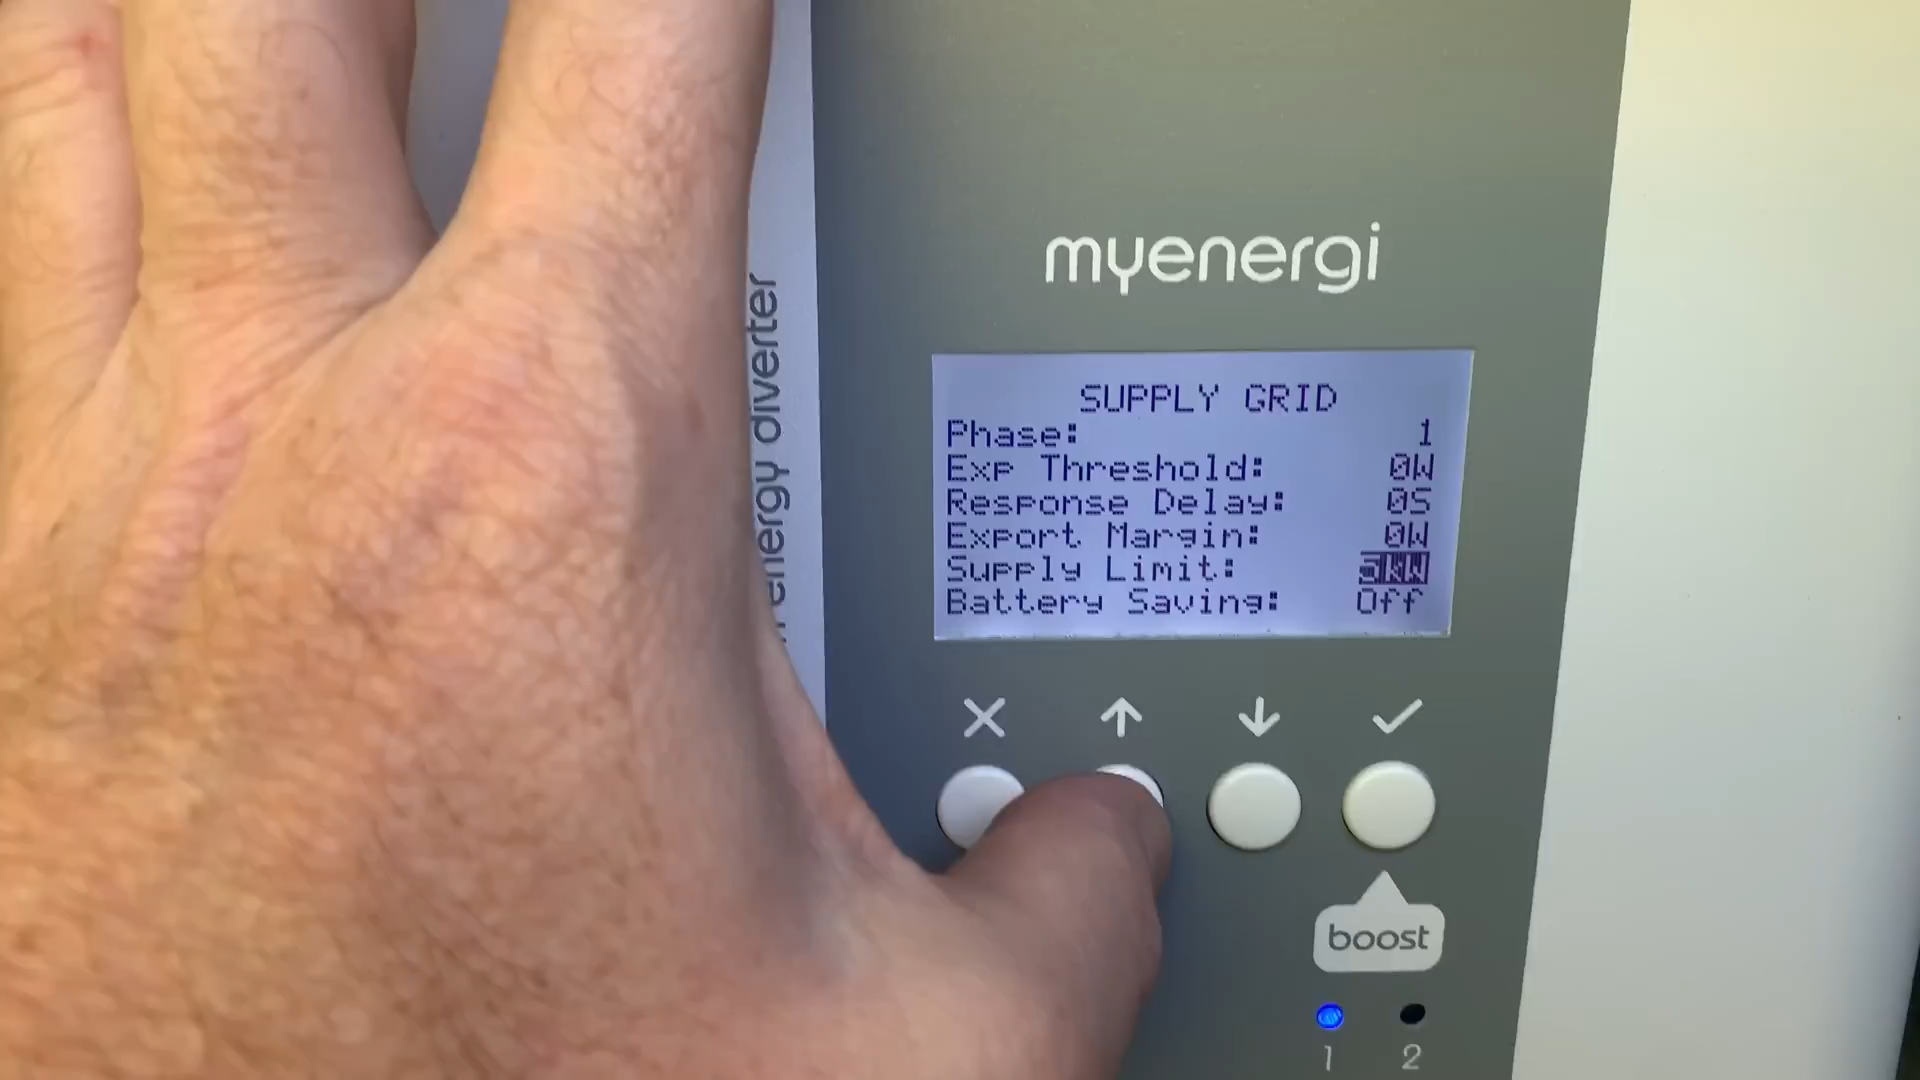 myenergi
energy diverter
SUPPLY GRID
Phase: 1
Exp Threshold: 0W
Response Delay: 0S
Export Margin: 0W
Supply Limit: kW
Battery Saving: Off
boost
1 2